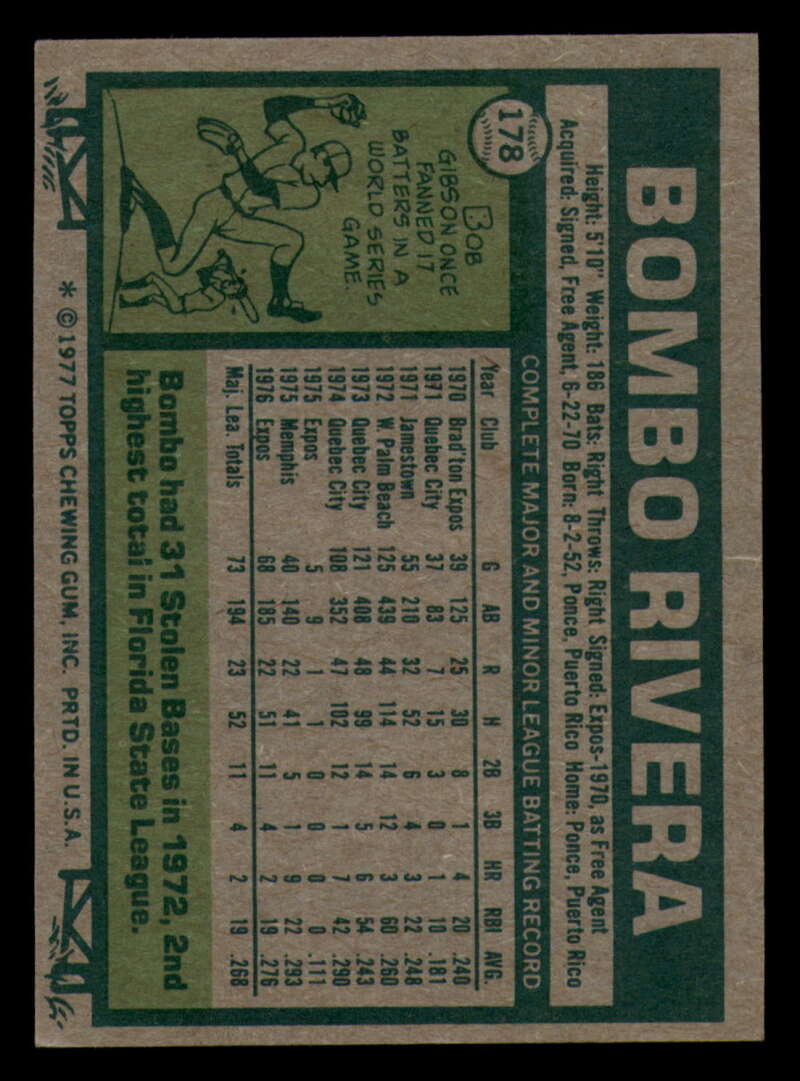 178
BOMBO RIVERA
Height: 5'10" Weight: 186 Bats: Right Throws: Right Signed: Expos-1970, as Free Agent
Acquired: Signed, Free Agent, 6-22-70 Born: 8-2-52, Ponce, Puerto Rico Home: Ponce, Puerto Rico
COMPLETE MAJOR AND MINOR LEAGUE BATTING RECORD
Year Club G AB R H 2B 3B HR RBI AVG.
1970 Brad'ton Expos 39 125 25 30 8 1 4 20 .240
1971 Quebec City 37 83 7 15 3 0 1 10 .181
1971 Jamestown 55 210 32 52 6 4 3 22 .248
1972 W. Palm Beach 125 439 44 114 14 12 3 60 .260
1973 Quebec City 121 408 48 99 14 5 6 54 .243
1974 Quebec City 108 352 47 102 12 1 7 42 .290
1975 Expos 5 9 1 1 0 0 0 0 .111
1975 Memphis 40 140 22 41 5 1 9 22 .293
1976 Expos 68 185 22 51 11 4 2 19 .276
Maj. Lea. Totals 73 194 23 52 11 4 2 19 .268
BOB
GIBSON ONCE
FANNED 17
BATTERS IN A
WORLD SERIES
GAME.
Bombo had 31 Stolen Bases in 1972, 2nd
highest total in Florida State League.
* ©1977 TOPPS CHEWING GUM, INC. PRTD. IN U.S.A.